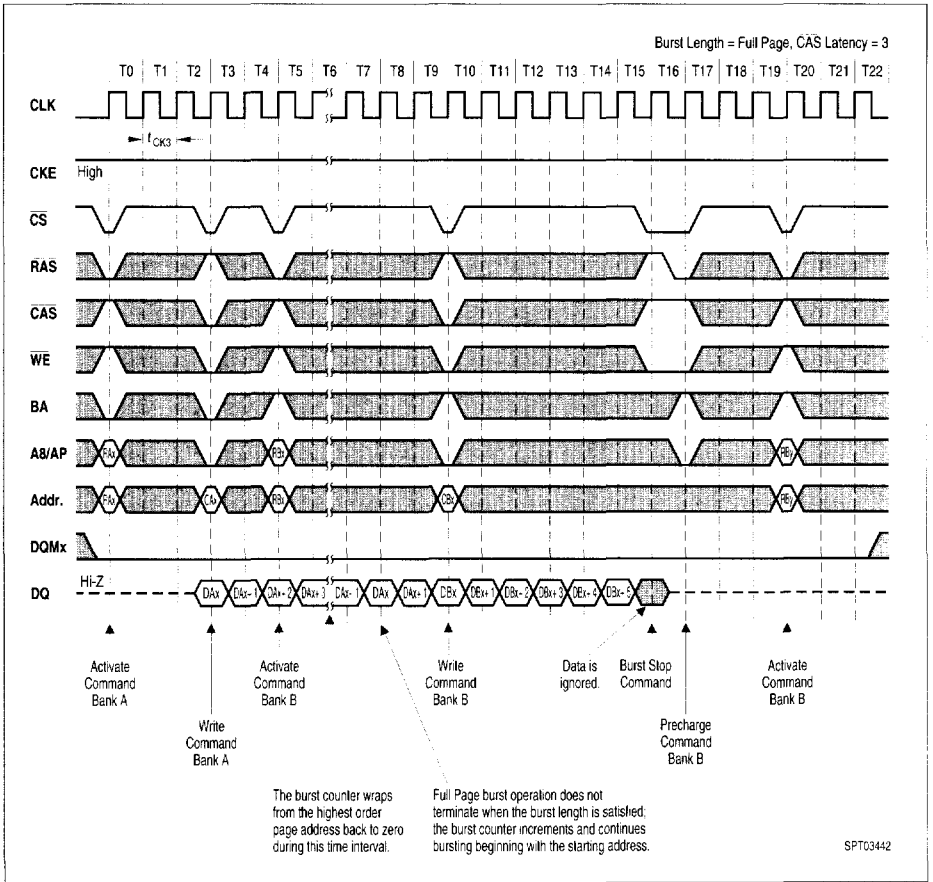 Burst Length = Full Page, CAS Latency = 3
T0 T1 T2 T3 T4 T5 T6 T7 T8 T9 T10 T11 T12 T13 T14 T15 T16 T17 T18 T19 T20 T21 T22
CLK
tCK3
CKE High
CS
RAS
CAS
WE
BA
A8/AP RAx RBx RBy
Addr. RAx CAx RBx CBx RBy
DQMx
DQ Hi-Z DAx DAx+1 DAx+2 DAx+3 DAx-1 DAx DAx+1 DBx DBx+1 DBx+2 DBx+3 DBx+4
Activate Command Bank A
Write Command Bank A
Activate Command Bank B
Write Command Bank B
Data is ignored.
Burst Stop Command
Precharge Command Bank B
Activate Command Bank B
The burst counter wraps
from the highest order
page address back to zero
during this time interval.
Full Page burst operation does not
terminate when the burst length is satisfied;
the burst counter increments and continues
bursting beginning with the starting address.
SPT03442